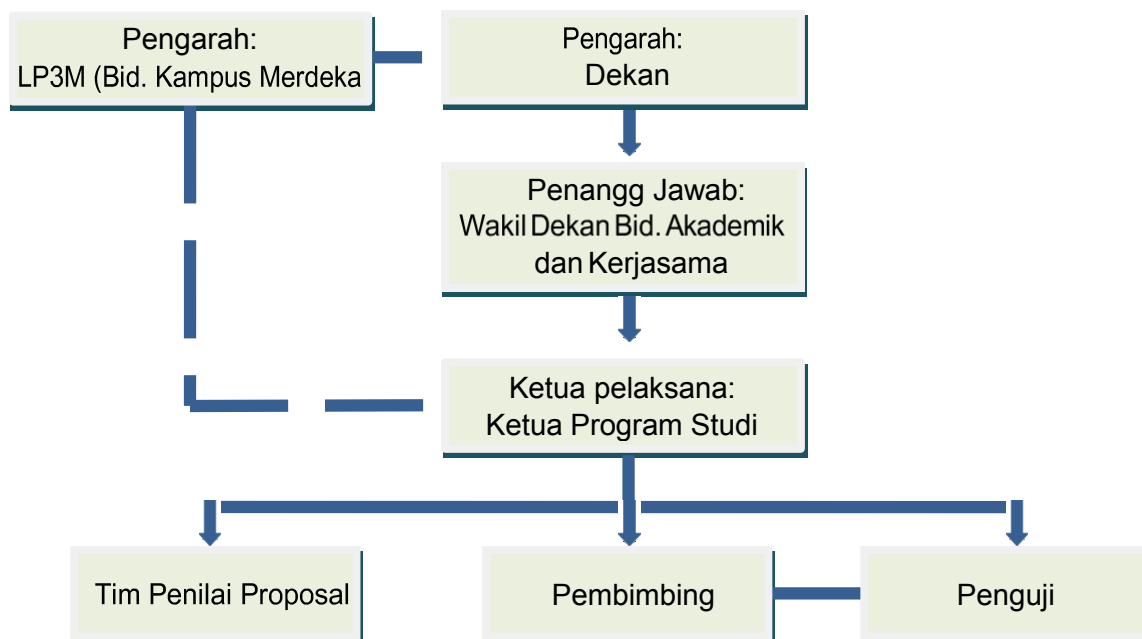 Pengarah:
LP3M (Bid. Kampus Merdeka
Pengarah:
Dekan
Penangg Jawab:
Wakil Dekan Bid. Akademik
dan Kerjasama
Ketua pelaksana:
Ketua Program Studi
Tim Penilai Proposal
Pembimbing
Penguji